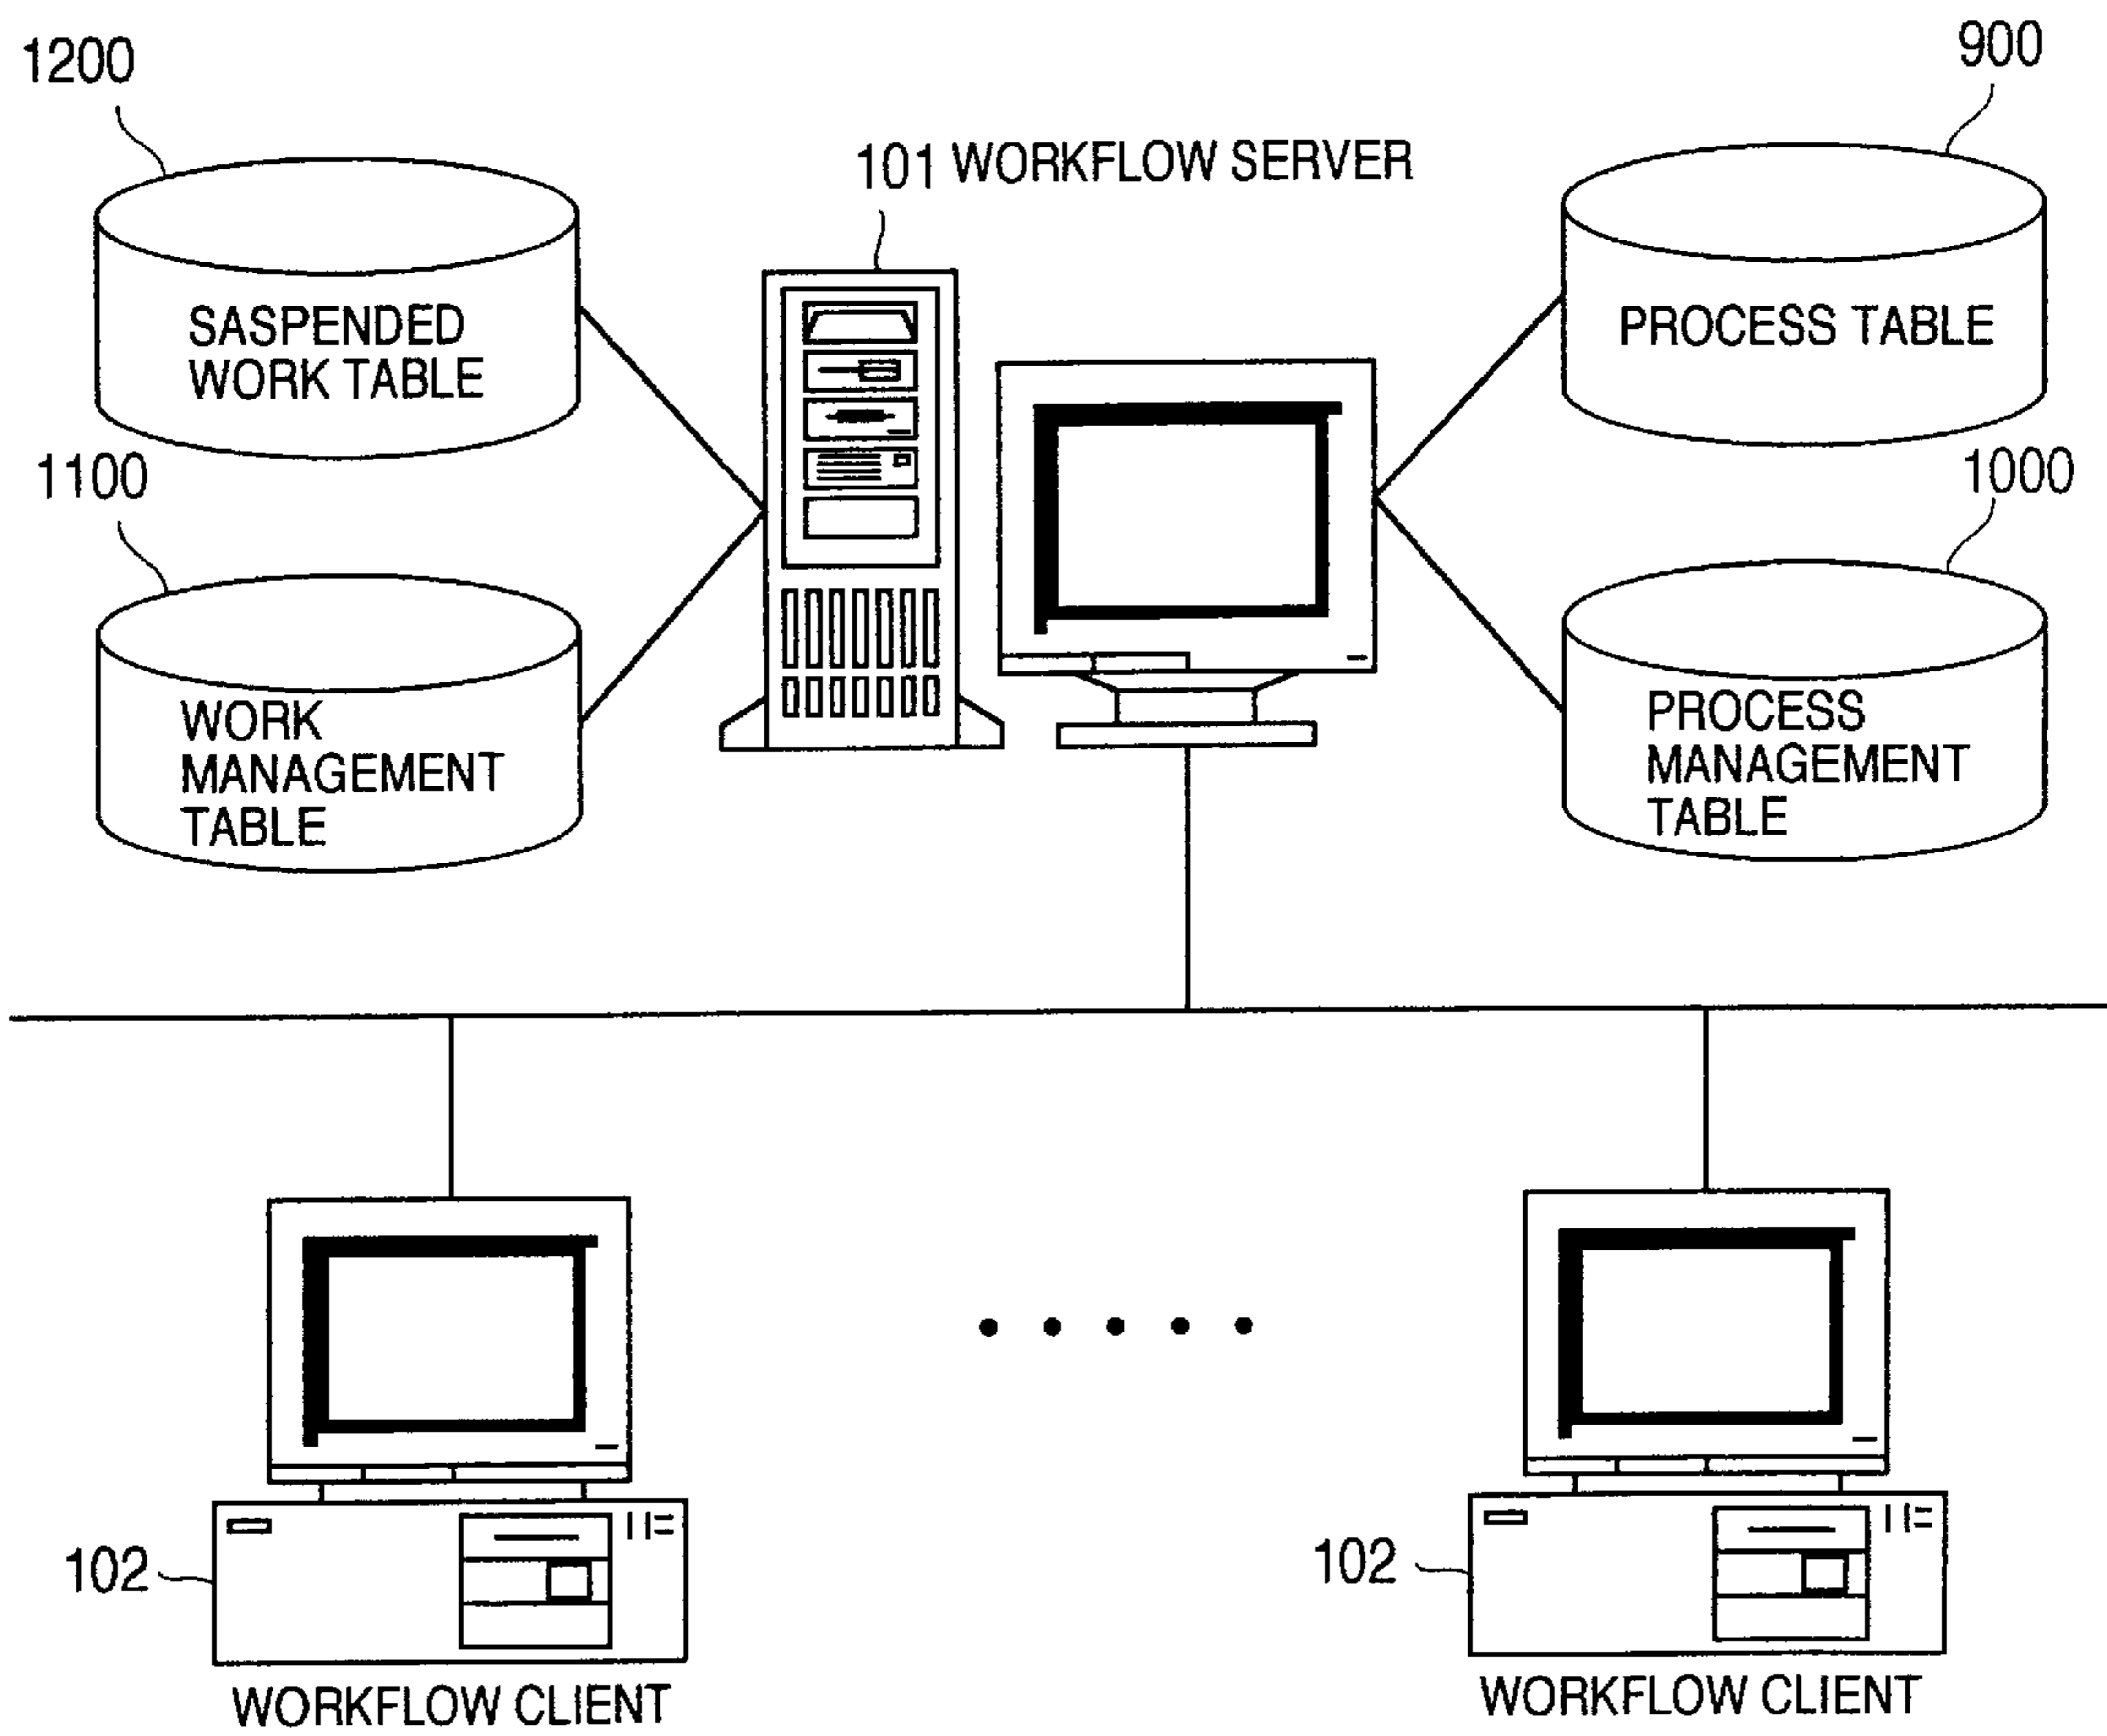 1200
900
101 WORKFLOW SERVER
SASPENDED
WORK TABLE
PROCESS TABLE
1100
1000
WORK
MANAGEMENT
TABLE
PROCESS
MANAGEMENT
TABLE
102
102
WORKFLOW CLIENT
WORKFLOW CLIENT